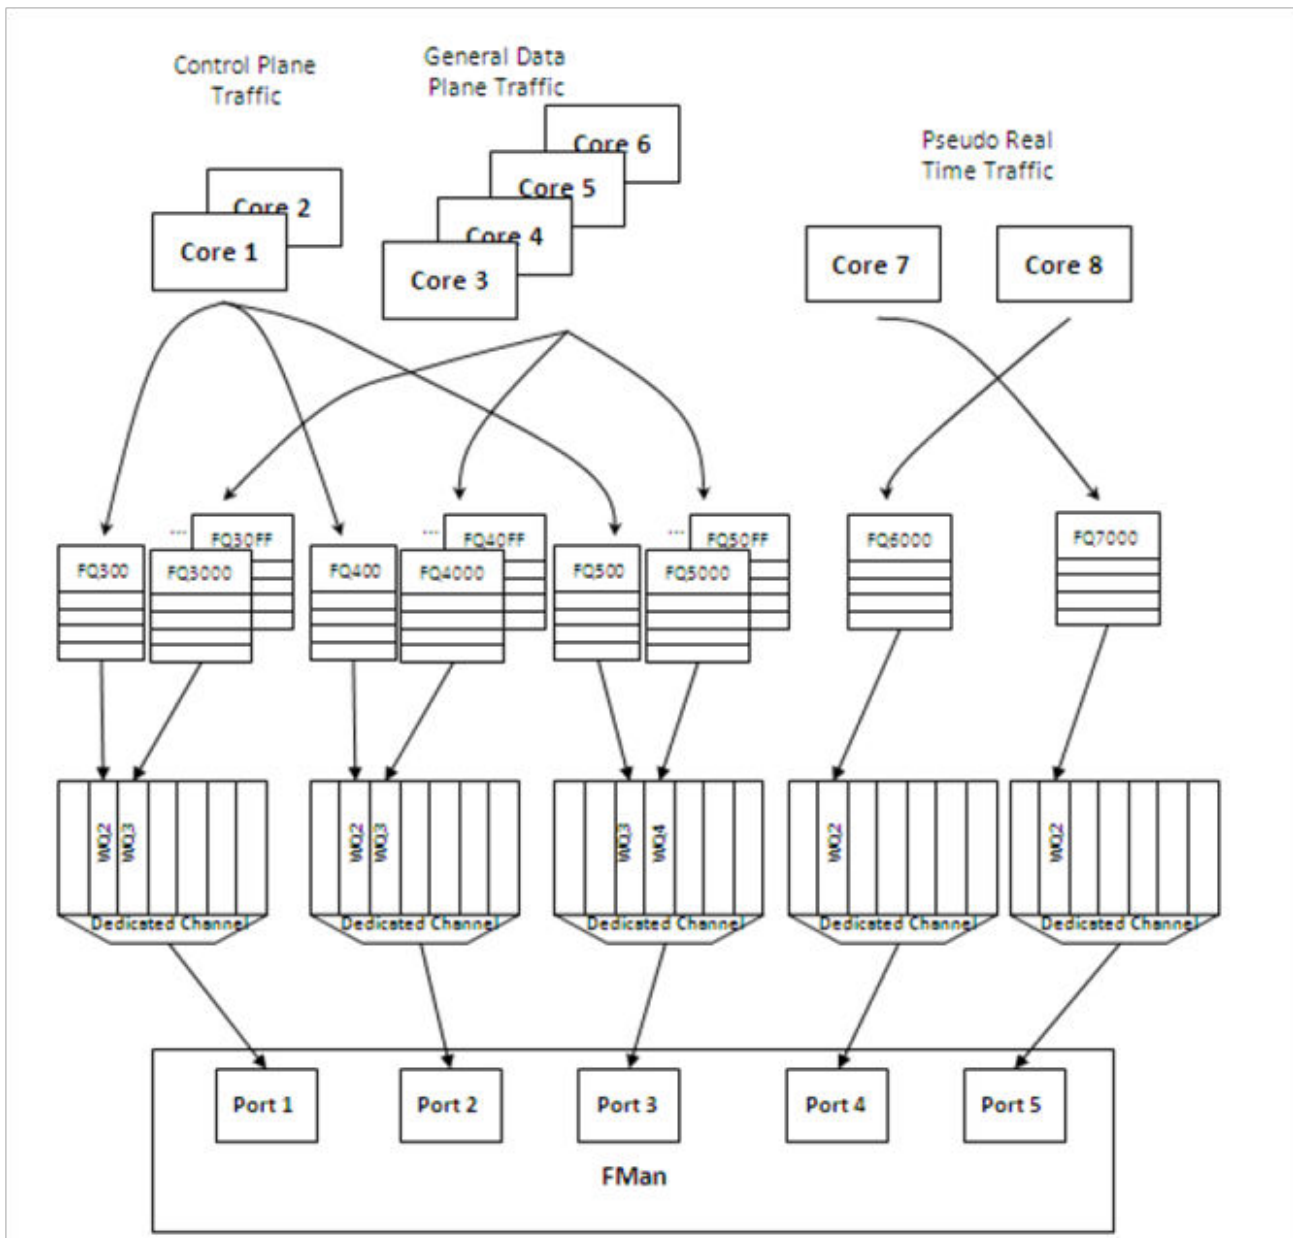 Control Plane
Traffic
General Data
Plane Traffic
Pseudo Real
Time Traffic
Core 6
Core 5
Core 4
Core 3
Core 2
Core 1
Core 7
Core 8
...
FQ30FF
FQ300
FQ3000
...
FQ40FF
FQ400
FQ4000
...
FQ50FF
FQ500
FQ5000
FQ6000
FQ7000
WQ2
WQ3
WQ2
WQ3
WQ3
WQ4
WQ2
WQ2
Dedicated Channel
Dedicated Channel
Dedicated Channel
Dedicated Channel
Dedicated Channel
Port 1
Port 2
Port 3
Port 4
Port 5
FMan